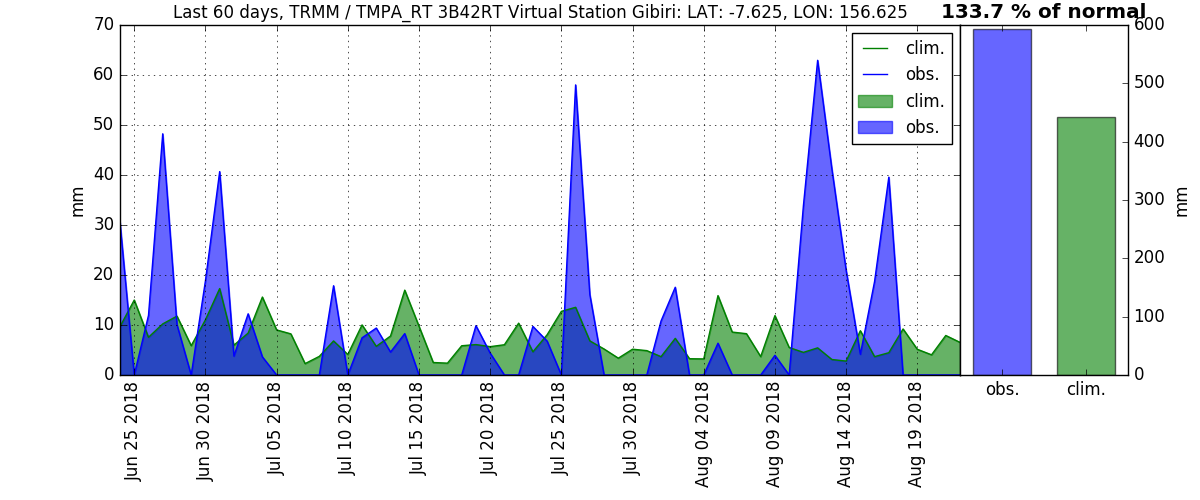 Last 60 days, TRMM / TMPA_RT 3B42RT Virtual Station Gibiri: LAT: -7.625, LON: 156.625
133.7 % of normal
70
60
50
40
30
20
10
0
mm
clim.
obs.
clim.
obs.
600
500
400
300
200
100
0
mm
Jun 25 2018
Jun 30 2018
Jul 05 2018
Jul 10 2018
Jul 15 2018
Jul 20 2018
Jul 25 2018
Jul 30 2018
Aug 04 2018
Aug 09 2018
Aug 14 2018
Aug 19 2018
obs.
clim.